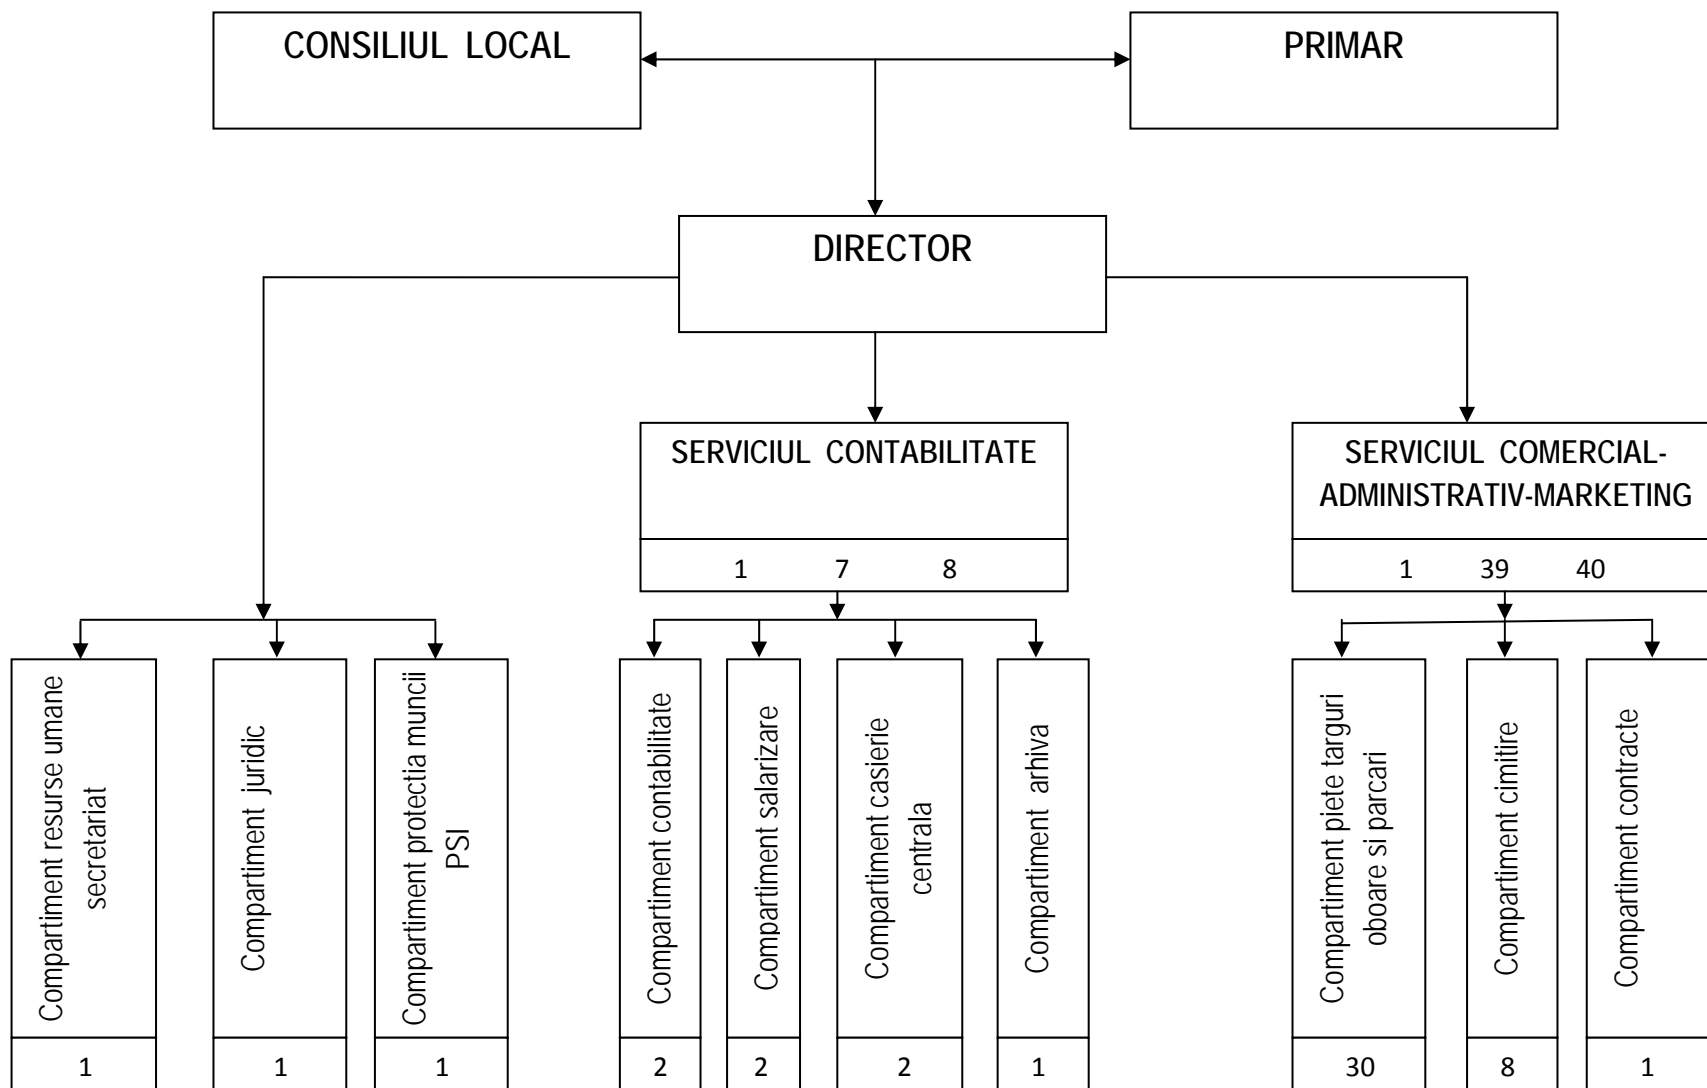 CONSILIUL LOCAL
PRIMAR
DIRECTOR
SERVICIUL CONTABILITATE
1 7 8
SERVICIUL COMERCIAL-
ADMINISTRATIV-MARKETING
1 39 40
Compartiment resurse umane
secretariat
1
Compartiment juridic
1
Compartiment protectia muncii
PSI
1
Compartiment contabilitate
2
Compartiment salarizare
2
Compartiment casierie
centrala
2
Compartiment arhiva
1
Compartiment piete targuri
oboare si parcari
30
Compartiment cimitire
8
Compartiment contracte
1